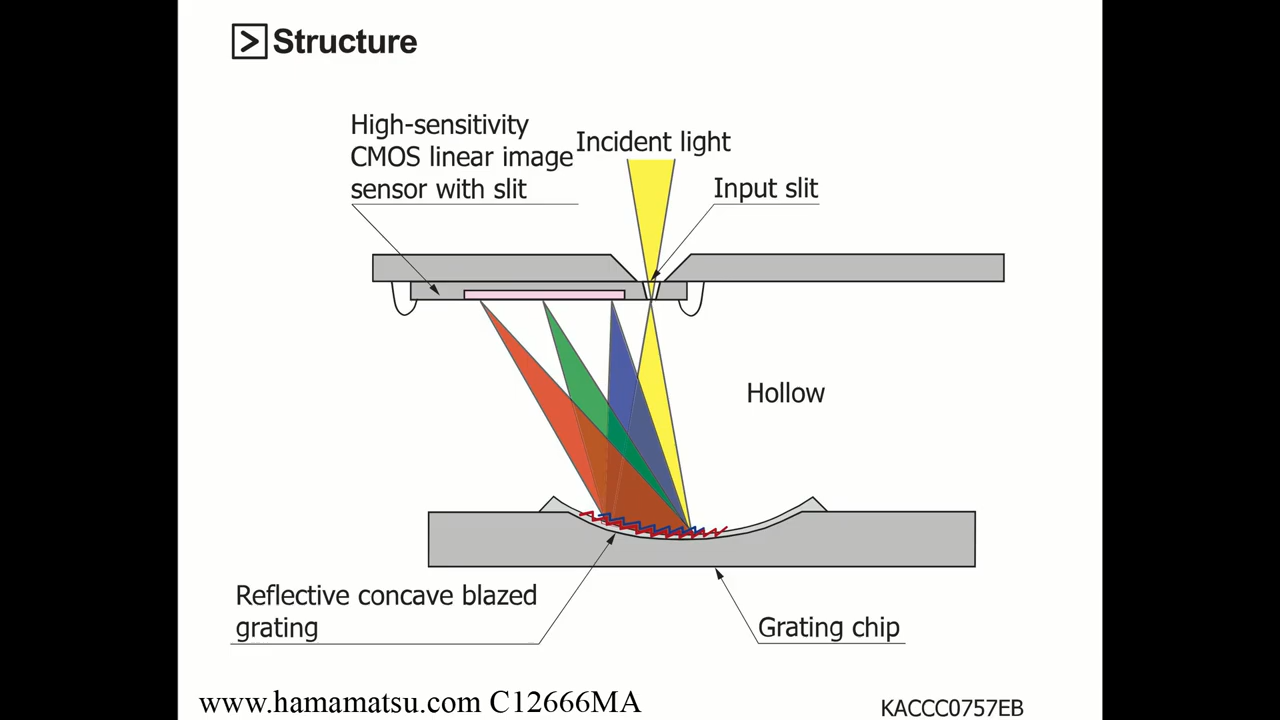 Structure
High-sensitivity
CMOS linear image
sensor with slit
Incident light
Input slit
Hollow
Reflective concave blazed
grating
Grating chip
www.hamamatsu.com C12666MA
KACCC0757EB